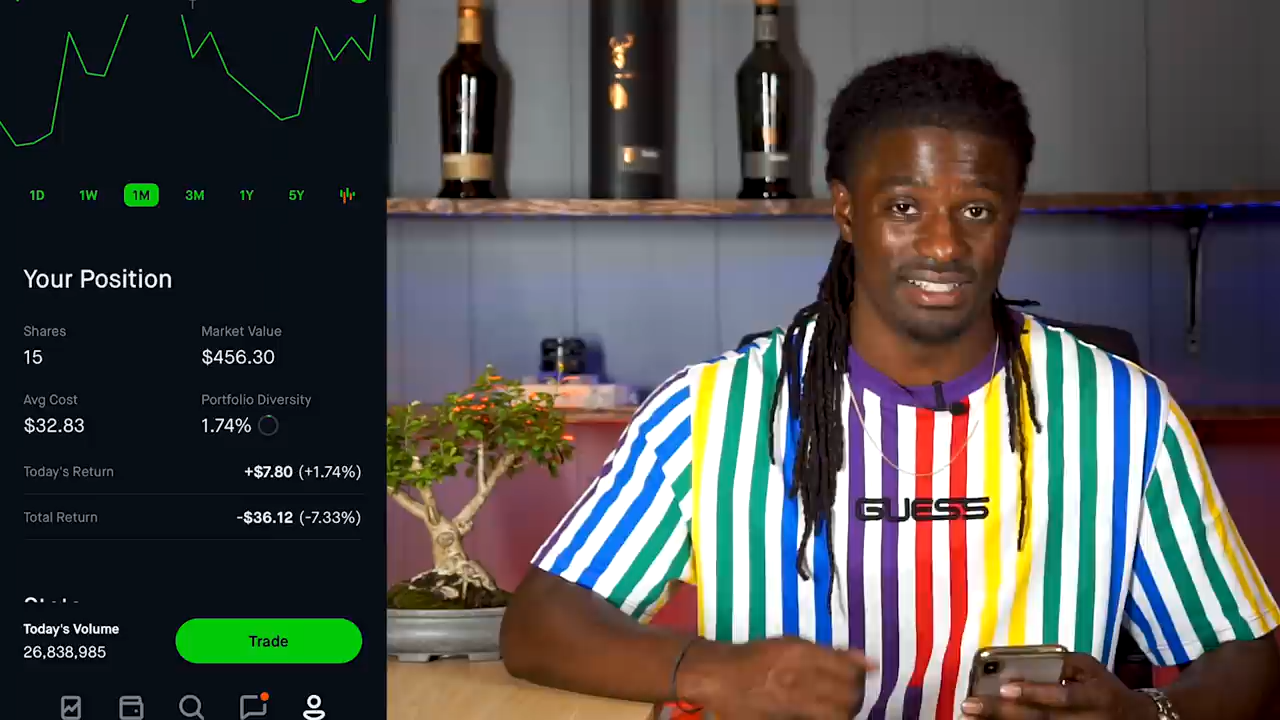 1D 1W 1M 3M 1Y 5Y
Your Position
Shares Market Value
15 $456.30
Avg Cost Portfolio Diversity
$32.83 1.74%
Today's Return +$7.80 (+1.74%)
Total Return -$36.12 (-7.33%)
Today's Volume
26,838,985
Trade
GUESS